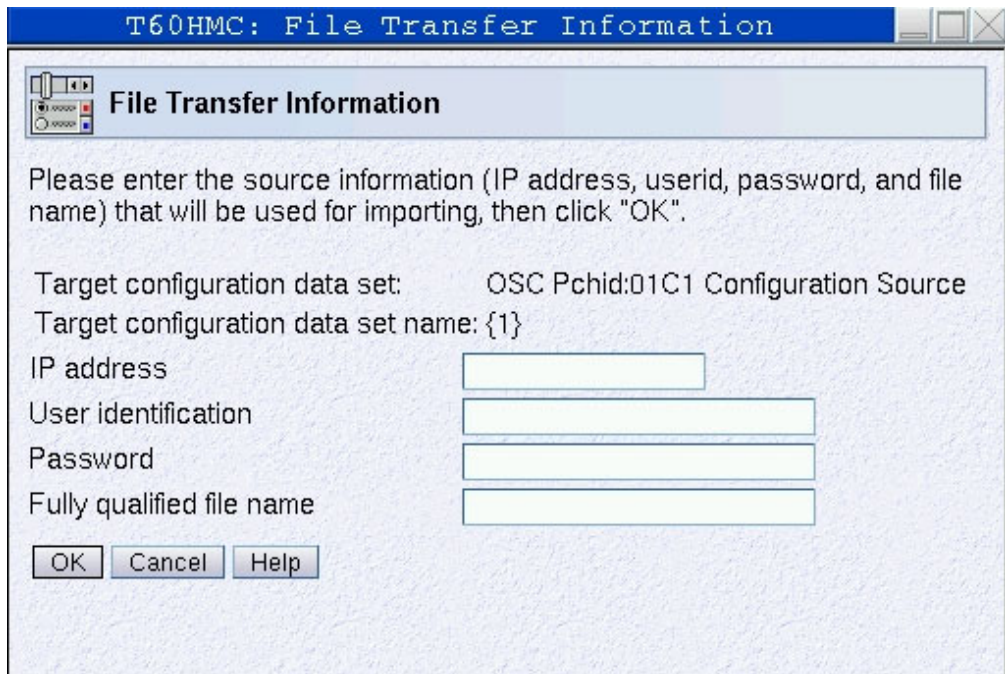 T60HMC: File Transfer Information
File Transfer Information
Please enter the source information (IP address, userid, password, and file
name) that will be used for importing, then click "OK".
Target configuration data set: OSC Pchid:01C1 Configuration Source
Target configuration data set name: {1}
IP address
User identification
Password
Fully qualified file name
OK Cancel Help